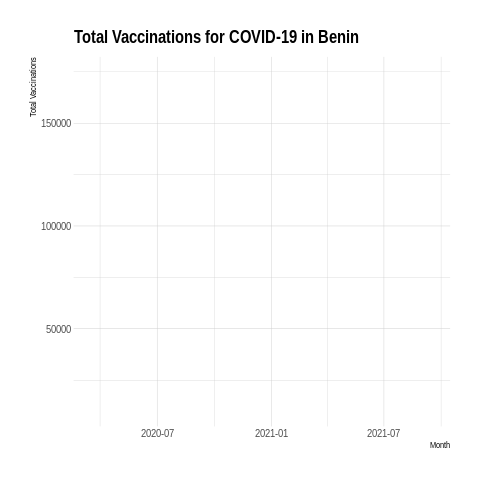 Total Vaccinations for COVID-19 in Benin
Total Vaccinations
150000
100000
50000
2020-07
2021-01
2021-07
Month